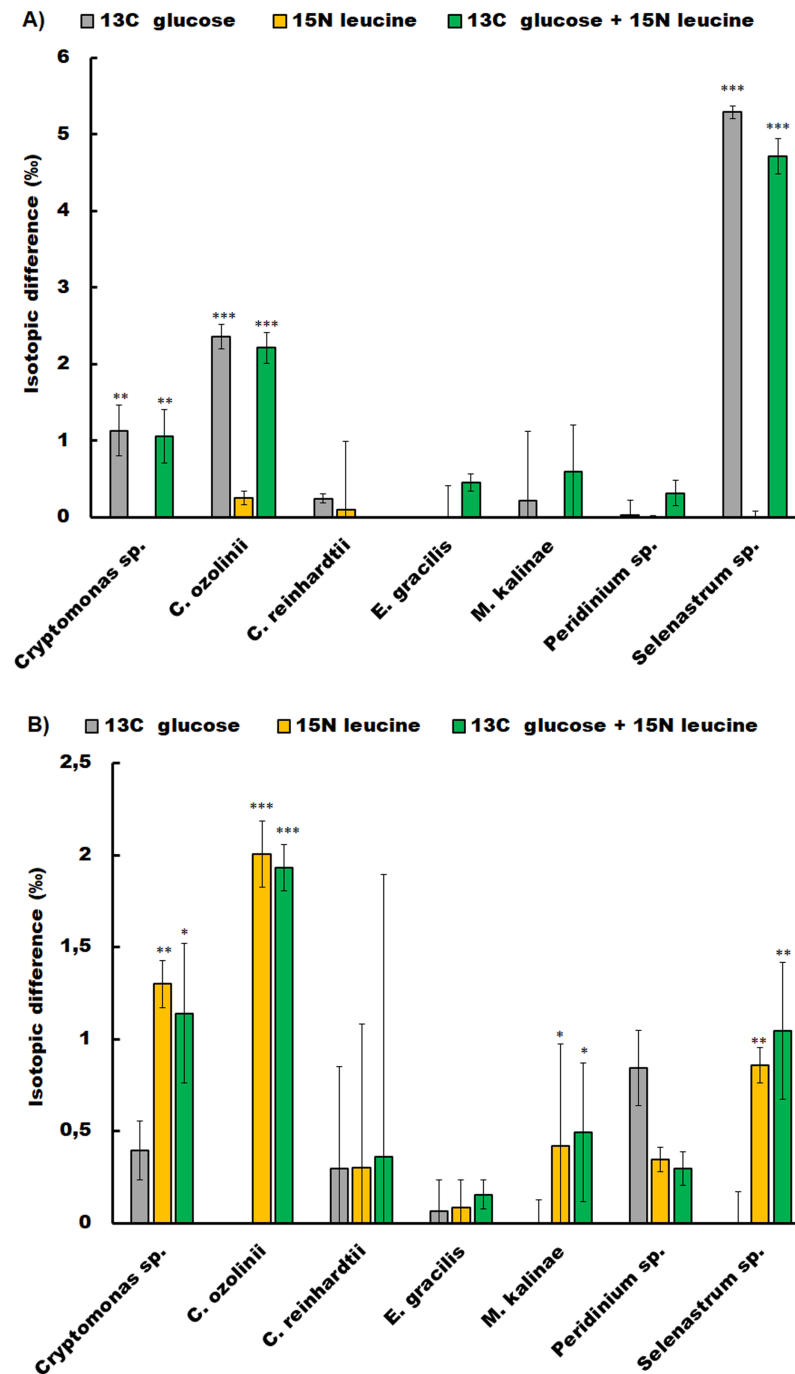 A) 13C glucose 15N leucine 13C glucose + 15N leucine
6
5
4
3
2
1
0
Isotopic difference (‰)
** ** *** *** *** ***
Cryptomonas sp.
C. ozolinii
C. reinhardtii
E. gracilis
M. kalinae
Peridinium sp.
Selenastrum sp.
B) 13C glucose 15N leucine 13C glucose + 15N leucine
2,5
2
1,5
1
0,5
0
Isotopic difference (‰)
** * *** *** * * ** **
Cryptomonas sp.
C. ozolinii
C. reinhardtii
E. gracilis
M. kalinae
Peridinium sp.
Selenastrum sp.